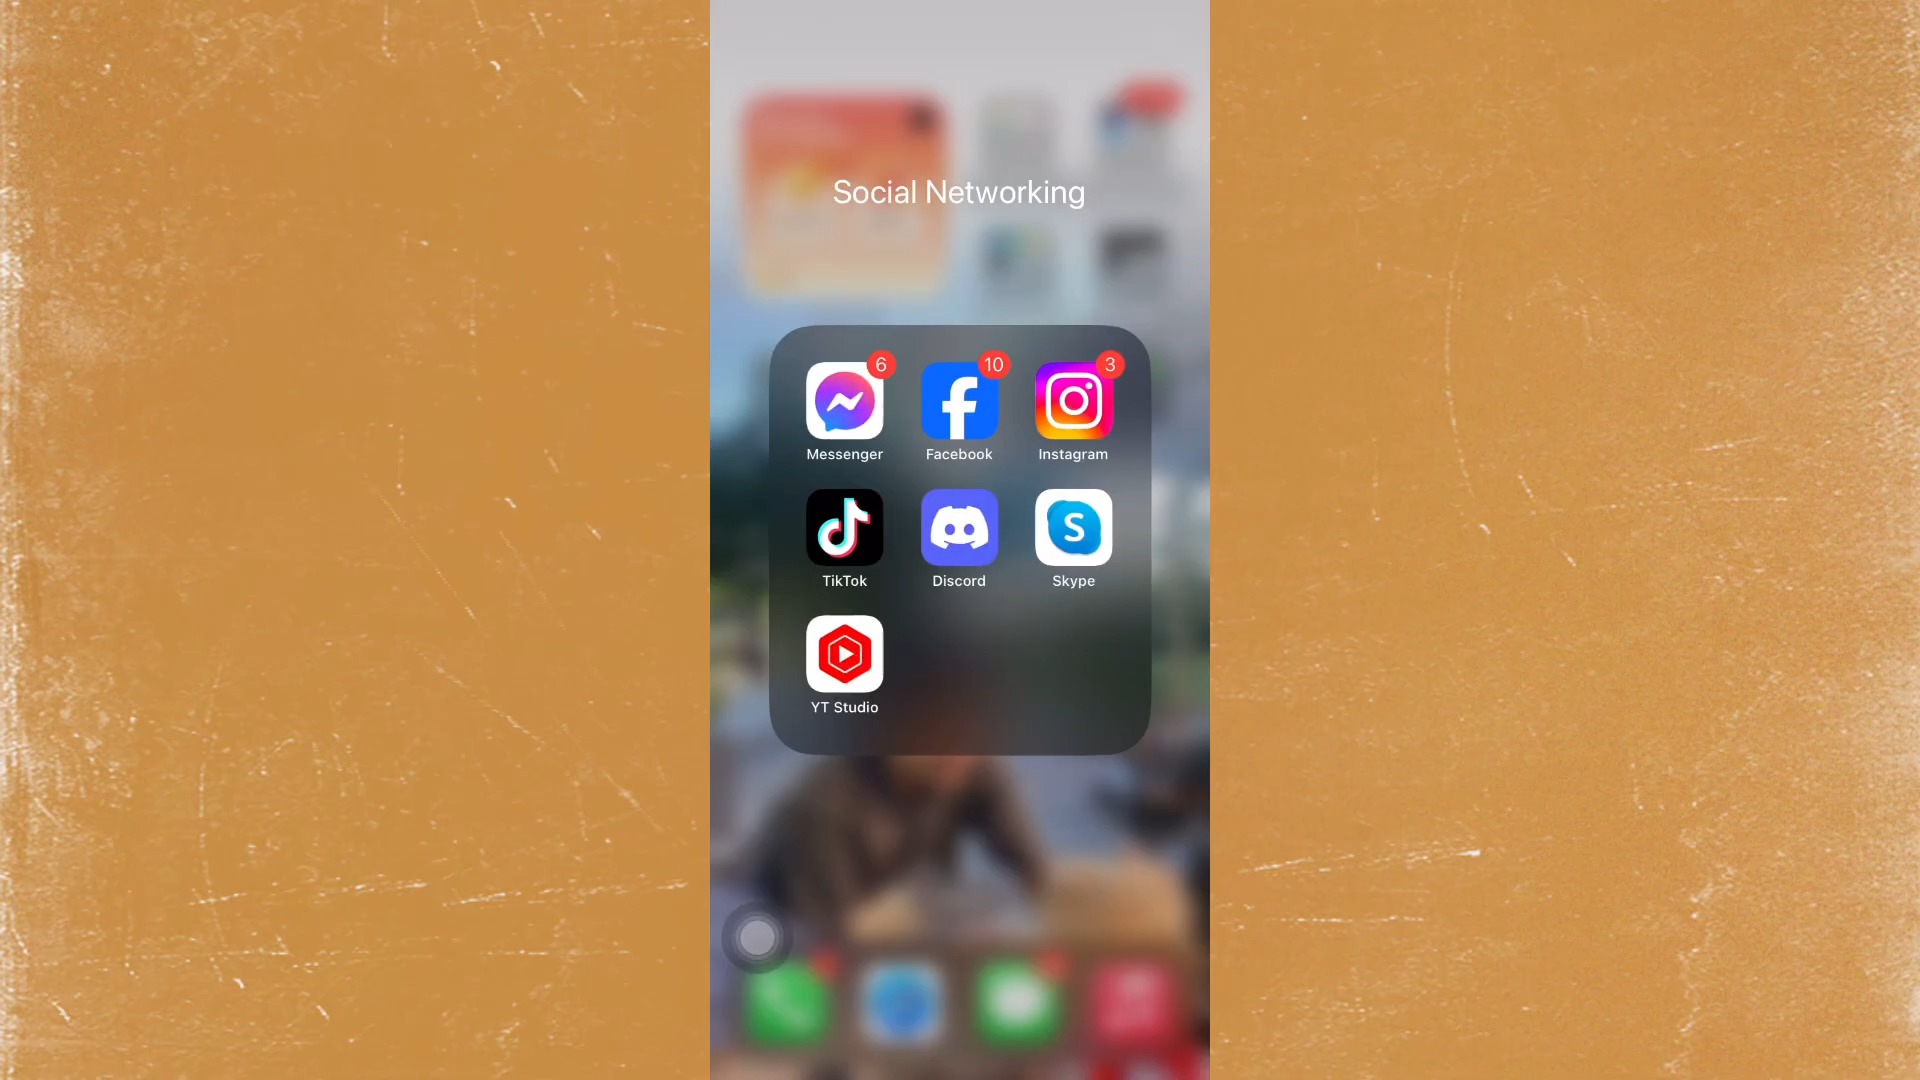 Social Networking
6 10 3
Messenger Facebook Instagram
S
TikTok Discord Skype
YT Studio